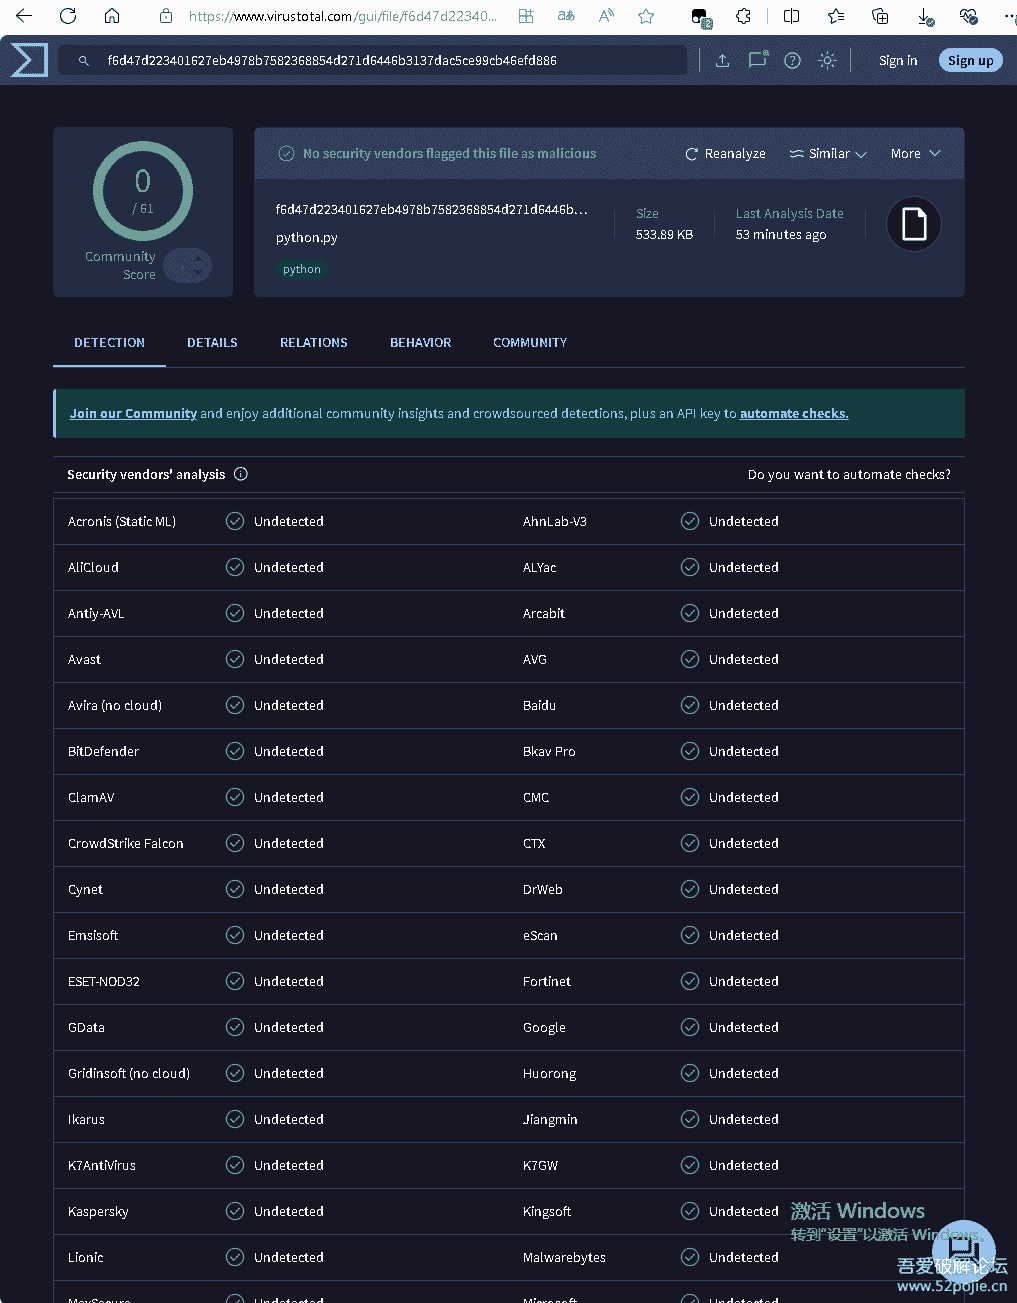 https://www.virustotal.com/gui/file/f6d47d22340...
f6d47d223401627eb4978b7582368854d271d6446b3137dac5ce99cb46efd886
Sign in
Sign up
0
/ 61
Community
Score
No security vendors flagged this file as malicious
Reanalyze
Similar
More
f6d47d223401627eb4978b7582368854d271d6446b...
python.py
python
Size
533.89 KB
Last Analysis Date
53 minutes ago
DETECTION
DETAILS
RELATIONS
BEHAVIOR
COMMUNITY
Join our Community and enjoy additional community insights and crowdsourced detections, plus an API key to automate checks.
Security vendors' analysis
Do you want to automate checks?
Acronis (Static ML) Undetected AhnLab-V3 Undetected
AliCloud Undetected ALYac Undetected
Antiy-AVL Undetected Arcabit Undetected
Avast Undetected AVG Undetected
Avira (no cloud) Undetected Baidu Undetected
BitDefender Undetected Bkav Pro Undetected
ClamAV Undetected CMC Undetected
CrowdStrike Falcon Undetected CTX Undetected
Cynet Undetected DrWeb Undetected
Emsisoft Undetected eScan Undetected
ESET-NOD32 Undetected Fortinet Undetected
GData Undetected Google Undetected
Gridinsoft (no cloud) Undetected Huorong Undetected
Ikarus Undetected Jiangmin Undetected
K7AntiVirus Undetected K7GW Undetected
Kaspersky Undetected Kingsoft Undetected
Lionic Undetected Malwarebytes Undetected
激活 Windows
转到"设置"以激活 Windows。
吾爱破解论坛
www.52pojie.cn